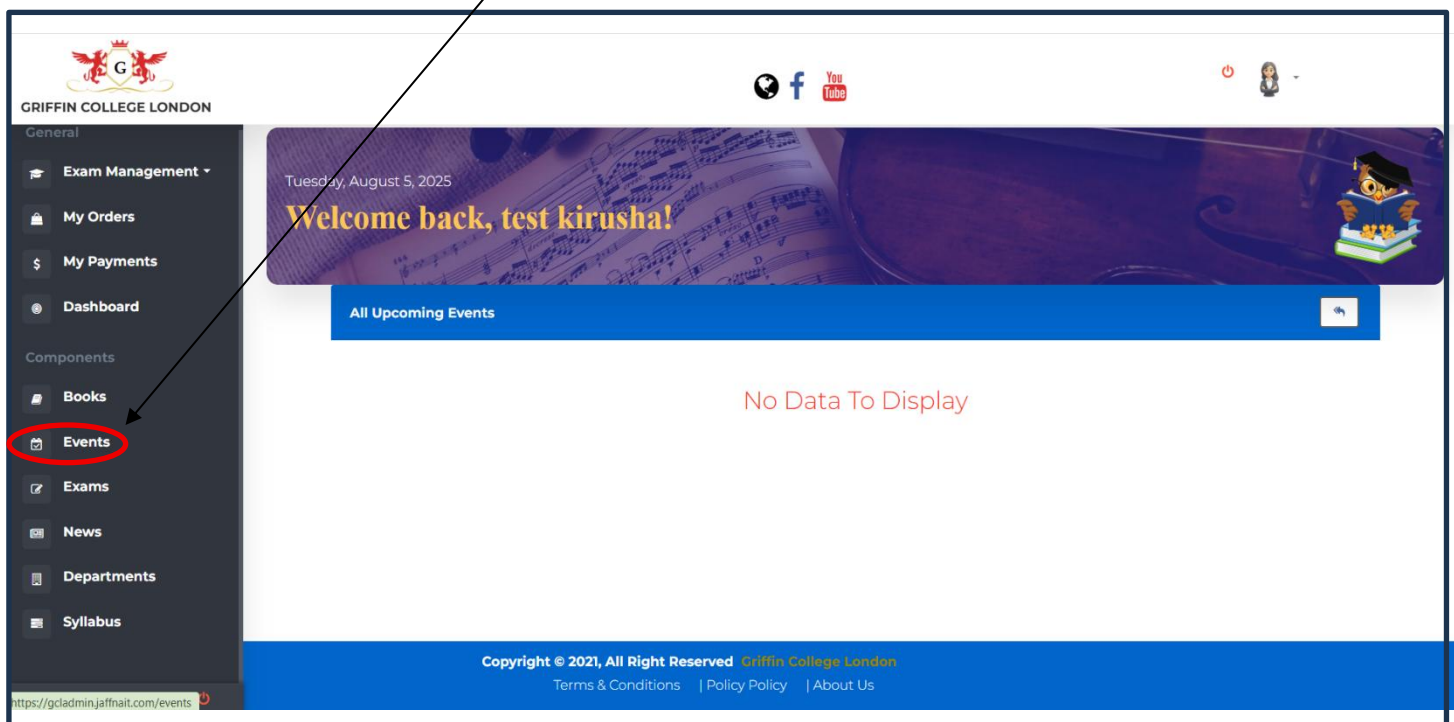 G
GRIFFIN COLLEGE LONDON
You
Tube
General
Exam Management
My Orders
$ My Payments
Dashboard
Components
Books
Events
Exams
News
Departments
Syllabus
https://gcladmin.jaffnait.com/events
Tuesday, August 5, 2025
Welcome back, test kirusha!
All Upcoming Events
No Data To Display
Copyright © 2021, All Right Reserved Griffin College London
Terms & Conditions | Policy Policy | About Us